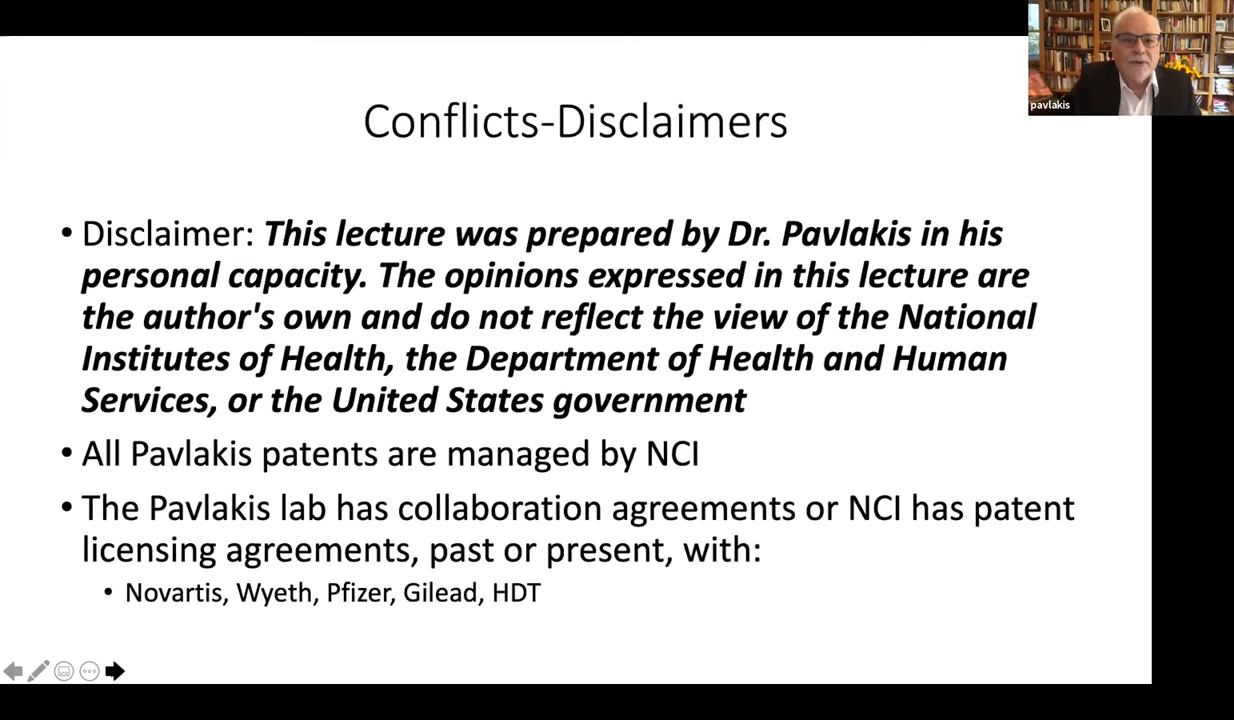 pavlakis
Conflicts-Disclaimers
• Disclaimer: This lecture was prepared by Dr. Pavlakis in his
personal capacity. The opinions expressed in this lecture are
the author's own and do not reflect the view of the National
Institutes of Health, the Department of Health and Human
Services, or the United States government
• All Pavlakis patents are managed by NCI
• The Pavlakis lab has collaboration agreements or NCI has patent
licensing agreements, past or present, with:
• Novartis, Wyeth, Pfizer, Gilead, HDT